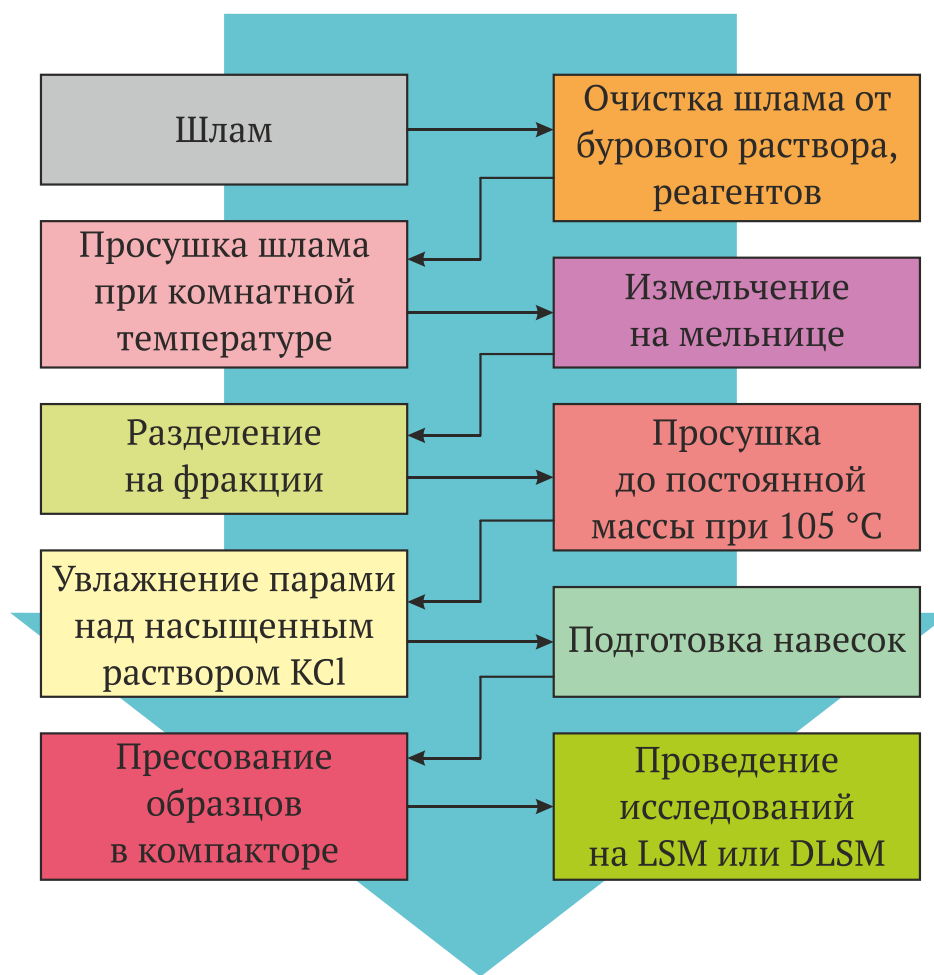 Шлам
Очистка шлама от
бурового раствора,
реагентов
Просушка шлама
при комнатной
температуре
Измельчение
на мельнице
Разделение
на фракции
Просушка
до постоянной
массы при 105 °C
Увлажнение парами
над насыщенным
раствором KCl
Подготовка навесок
Прессование
образцов
в компакторе
Проведение
исследований
на LSM или DLSM